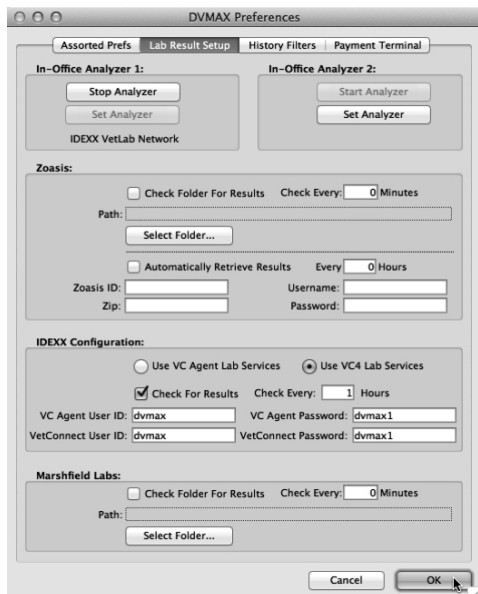 DVMAX Preferences
Assorted Prefs Lab Result Setup History Filters Payment Terminal
In-Office Analyzer 1: In-Office Analyzer 2:
Stop Analyzer Start Analyzer
Set Analyzer Set Analyzer
IDEXX VetLab Network
Zoasis:
Check Folder For Results Check Every: 0 Minutes
Path:
Select Folder...
Automatically Retrieve Results Every 0 Hours
Zoasis ID: Username:
Zip: Password:
IDEXX Configuration:
Use VC Agent Lab Services Use VC4 Lab Services
Check For Results Check Every: 1 Hours
VC Agent User ID: dvmax VC Agent Password: dvmax1
VetConnect User ID: dvmax VetConnect Password: dvmax1
Marshfield Labs:
Check Folder For Results Check Every: 0 Minutes
Path:
Select Folder...
Cancel OK